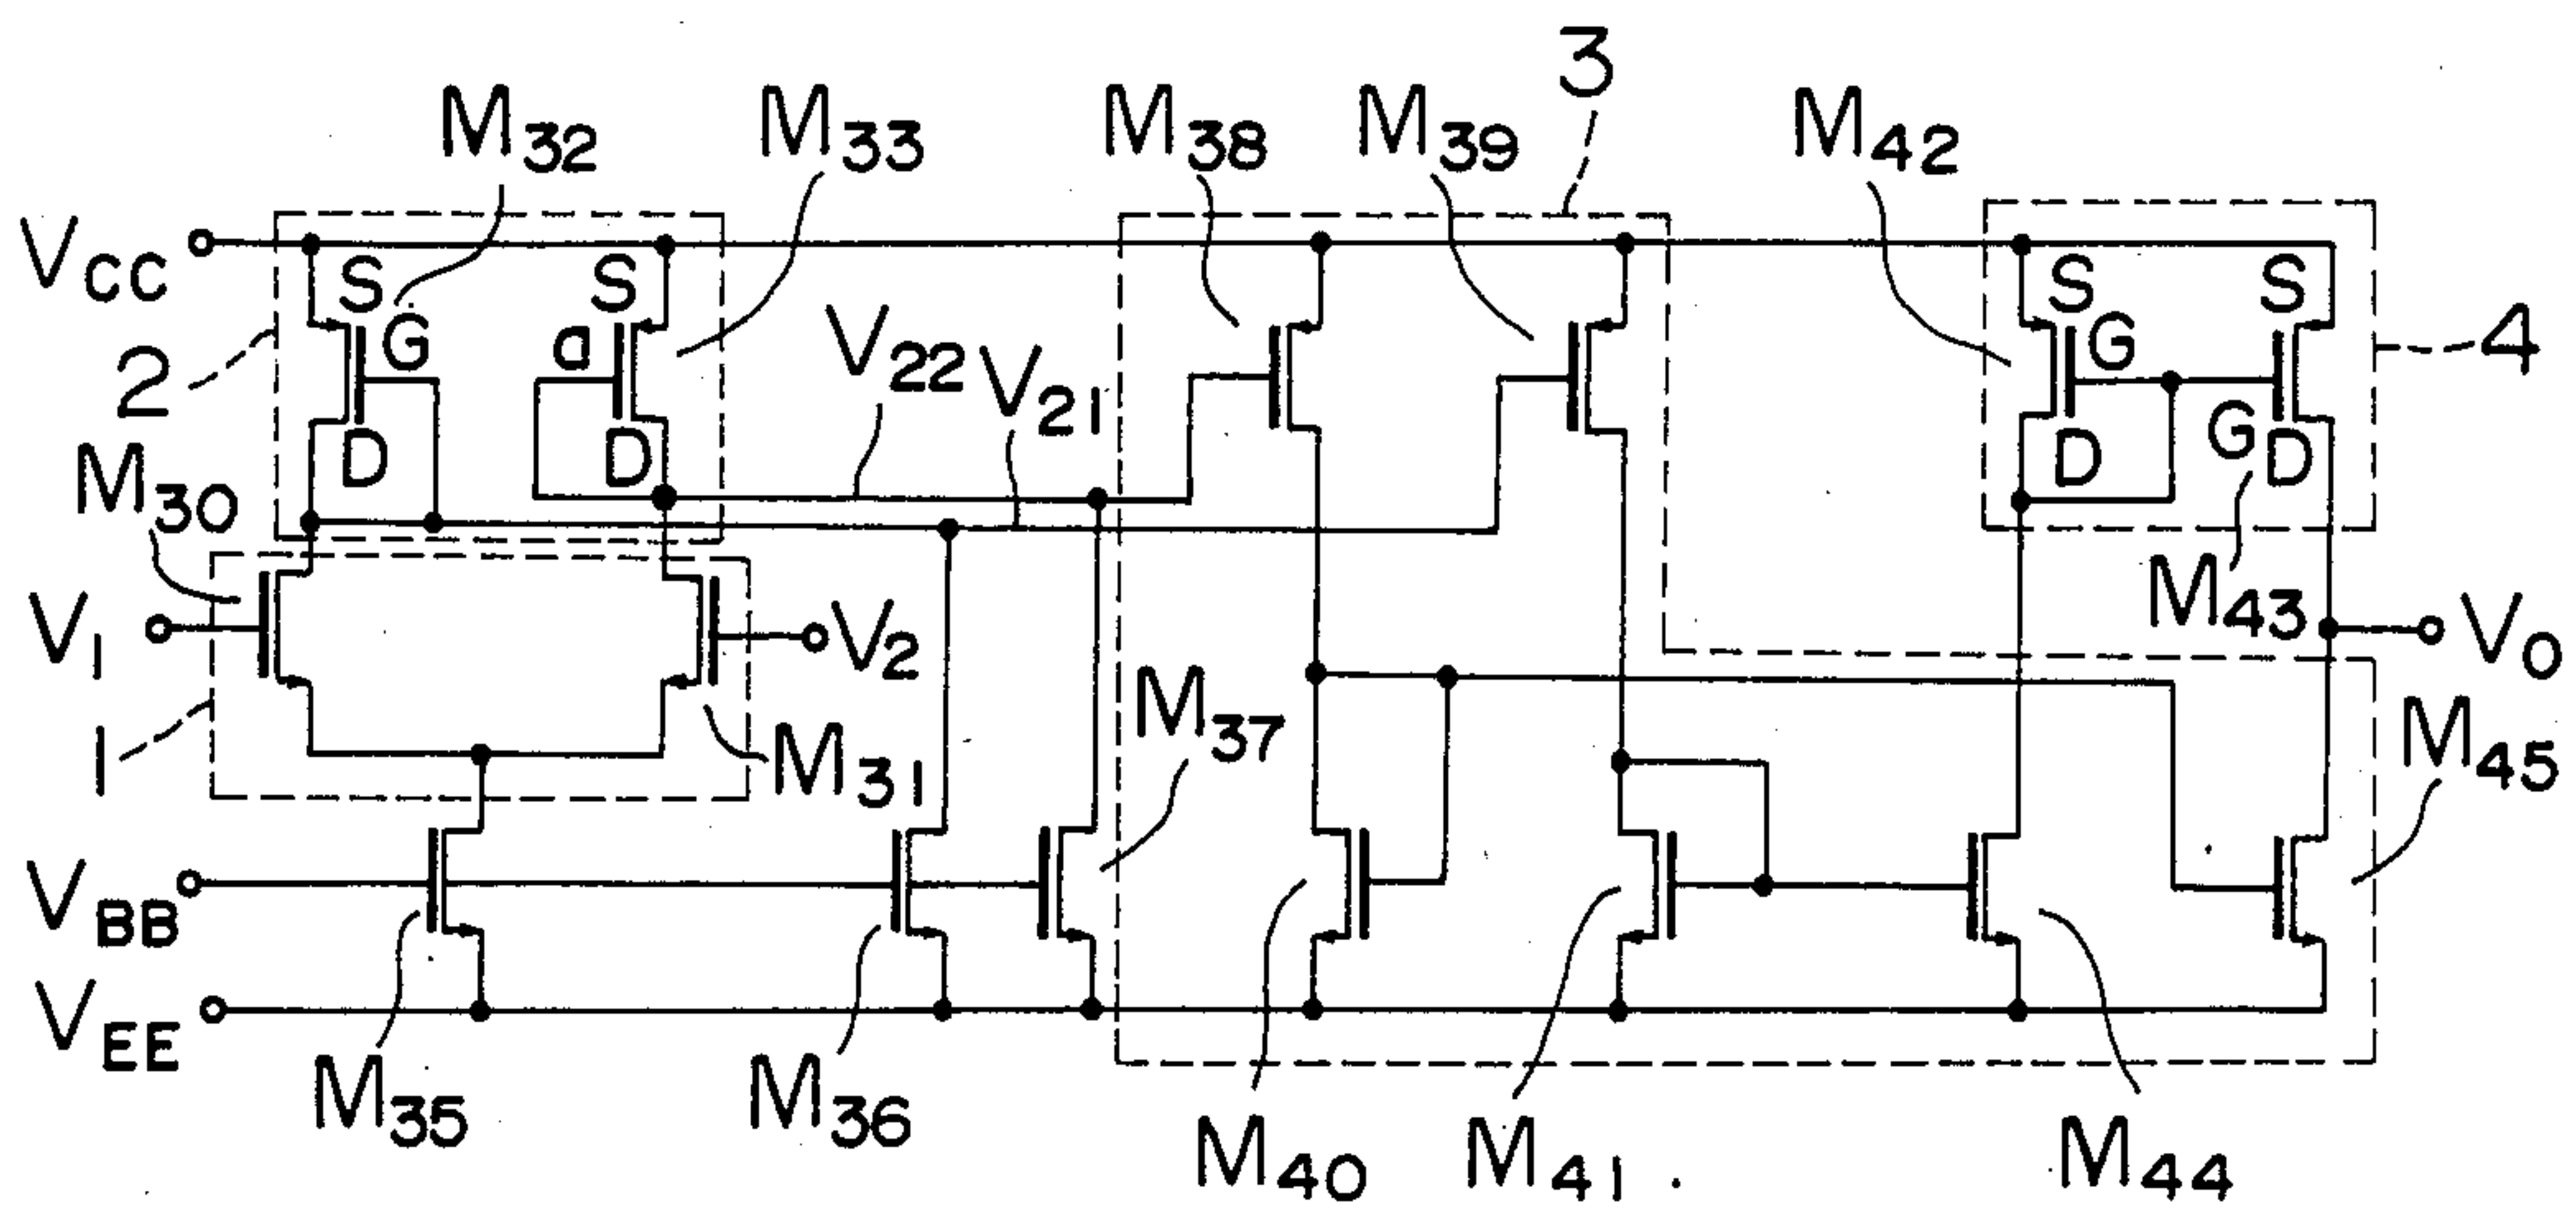 3
M32 M33 M38 M39 M42
VCC
S S S S
G a G
2 V22 V21 4
D D G D D
M30
M43
V1 V2 VO
1 M31 M37 M45
VBB
VEE
M35 M36 M40 M41 M44